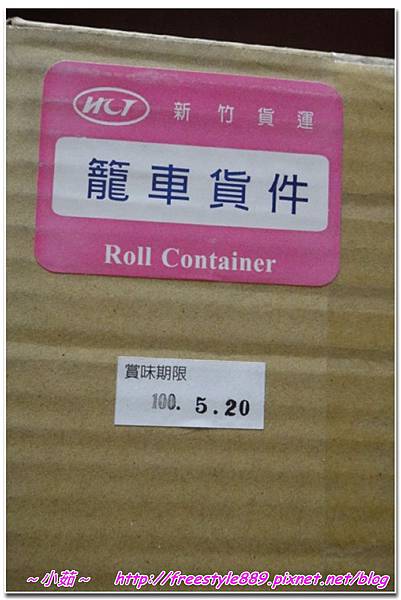 HCT 新竹貨運
籠車貨件
Roll Container
賞味期限
100. 5.20
~小茹~ http://freestyle889.pixnet.net/blog